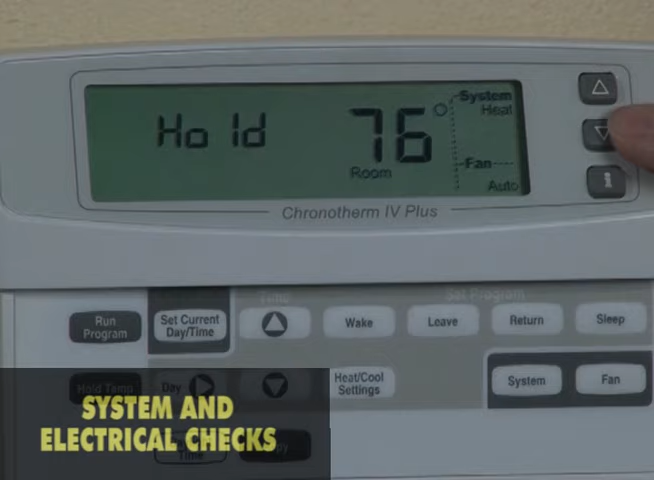 Hold 76° System
Heat
Room
Fan
Auto
Chronotherm IV Plus
Time Set Program
Run
Program
Set Current
Day/Time
Wake Leave Return Sleep
Hold Temp Day
Heat/Cool
Settings
System Fan
Time
SYSTEM AND
ELECTRICAL CHECKS